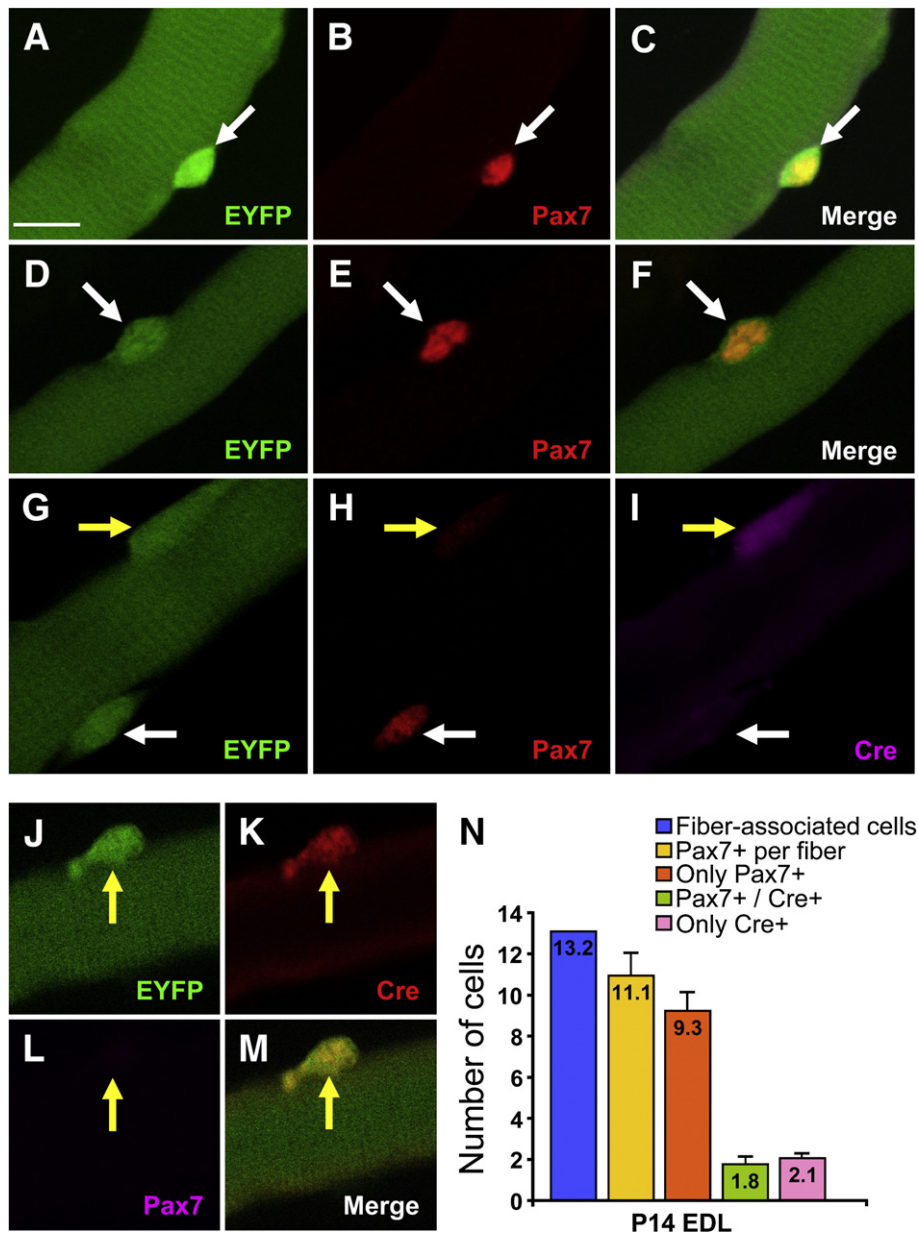 A
EYFP
B
Pax7
C
Merge
D
EYFP
E
Pax7
F
Merge
G
EYFP
H
Pax7
I
Cre
J
EYFP
K
Cre
L
Pax7
M
Merge
N
Fiber-associated cells
Pax7+ per fiber
Only Pax7+
Pax7+ / Cre+
Only Cre+
Number of cells
14
12
10
8
6
4
2
0
13.2
11.1
9.3
1.8
2.1
P14 EDL